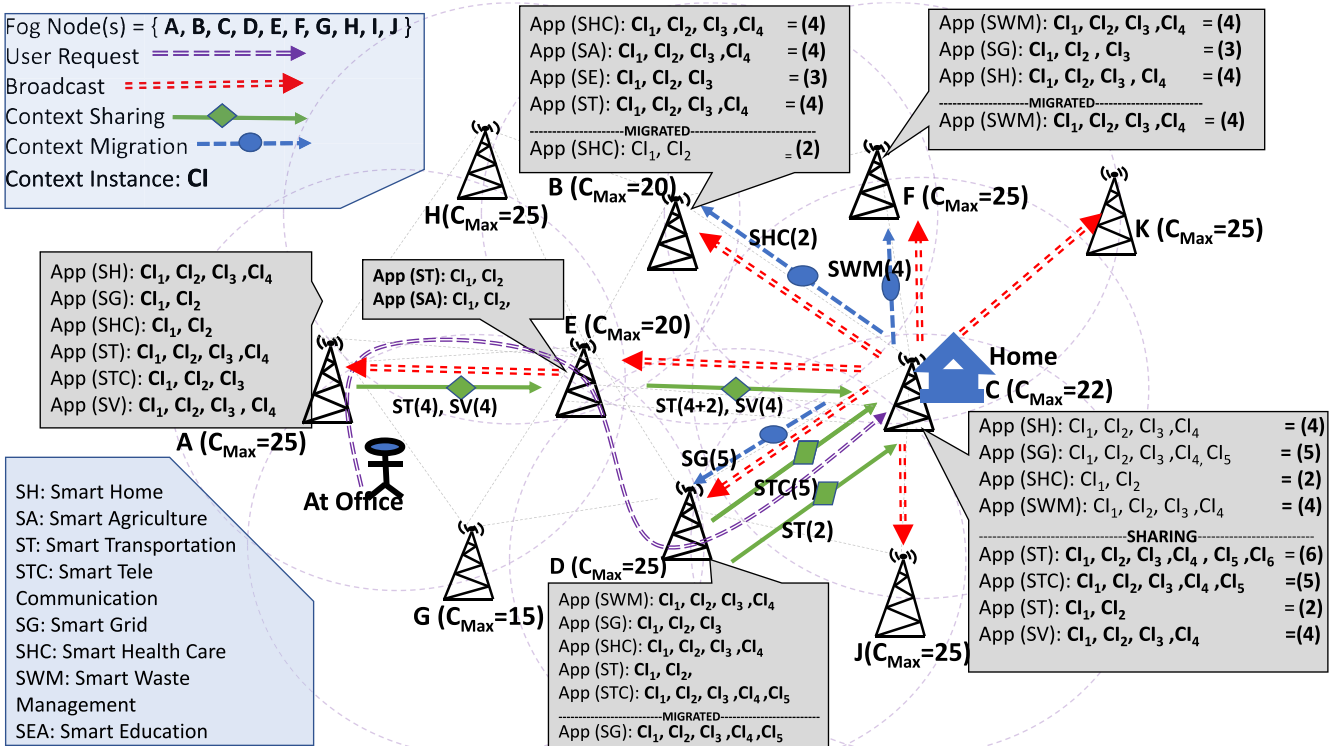 Fog Node(s) = { A, B, C, D, E, F, G, H, I, J }
User Request
Broadcast
Context Sharing
Context Migration
Context Instance: CI
App (SHC): CI1, CI2, CI3 ,CI4 = (4)
App (SA): CI1, CI2, CI3 ,CI4 = (4)
App (SE): CI1, CI2, CI3 = (3)
App (ST): CI1, CI2, CI3 ,CI4 = (4)
MIGRATED
App (SHC): CI1, CI2 = (2)
App (SWM): CI1, CI2, CI3, CI4 = (4)
App (SG): CI1, CI2 , CI3 = (3)
App (SH): CI1, CI2, CI3 , CI4 = (4)
MIGRATED
App (SWM): CI1, CI2, CI3 ,CI4 = (4)
H(CMax=25)
B (CMax=20)
F (CMax=25)
K (CMax=25)
SHC(2)
SWM(4)
App (SH): CI1, CI2, CI3 ,CI4
App (SG): CI1, CI2
App (SHC): CI1, CI2
App (ST): CI1, CI2, CI3 ,CI4
App (STC): CI1, CI2, CI3
App (SV): CI1, CI2, CI3 , CI4
App (ST): CI1, CI2
App (SA): CI1, CI2,
E (CMax=20)
Home
C (CMax=22)
ST(4), SV(4)
ST(4+2), SV(4)
A (CMax=25)
At Office
SG(5)
STC(5)
ST(2)
App (SH): CI1, CI2, CI3 ,CI4 = (4)
App (SG): CI1, CI2, CI3 ,CI4, CI5 = (5)
App (SHC): CI1, CI2 = (2)
App (SWM): CI1, CI2, CI3 ,CI4 = (4)
SHARING
App (ST): CI1, CI2, CI3 ,CI4 , CI5 ,CI6 = (6)
App (STC): CI1, CI2, CI3 ,CI4 ,CI5 =(5)
App (ST): CI1, CI2 = (2)
App (SV): CI1, CI2, CI3 ,CI4 =(4)
SH: Smart Home
SA: Smart Agriculture
ST: Smart Transportation
STC: Smart Tele
Communication
SG: Smart Grid
SHC: Smart Health Care
SWM: Smart Waste
Management
SEA: Smart Education
G (CMax=15)
D (CMax=25)
J(CMax=25)
App (SWM): CI1, CI2, CI3 ,CI4
App (SG): CI1, CI2, CI3
App (SHC): CI1, CI2, CI3 ,CI4
App (ST): CI1, CI2,
App (STC): CI1, CI2, CI3 ,CI4 ,CI5
MIGRATED
App (SG): CI1, CI2, CI3 ,CI4 ,CI5